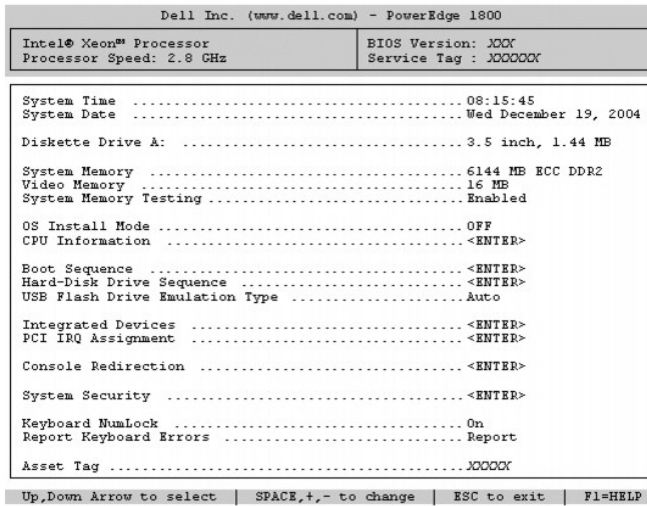 Dell Inc. (www.dell.com) - PowerEdge 1800
Intel® Xeon™ Processor
Processor Speed: 2.8 GHz
BIOS Version: XXX
Service Tag : XXXXXX
System Time ........................................ 08:15:45
System Date ........................................ Wed December 19, 2004
Diskette Drive A: .................................. 3.5 inch, 1.44 MB
System Memory ...................................... 6144 MB ECC DDR2
Video Memory ....................................... 16 MB
System Memory Testing ............................... Enabled
OS Install Mode ..................................... OFF
CPU Information .................................... <ENTER>
Boot Sequence ...................................... <ENTER>
Hard-Disk Drive Sequence ........................... <ENTER>
USB Flash Drive Emulation Type ..................... Auto
Integrated Devices ................................. <ENTER>
PCI IRQ Assignment ................................. <ENTER>
Console Redirection ................................ <ENTER>
System Security .................................... <ENTER>
Keyboard NumLock ................................... On
Report Keyboard Errors ............................. Report
Asset Tag .......................................... XXXXX
Up,Down Arrow to select | SPACE,+,- to change | ESC to exit | F1=HELP